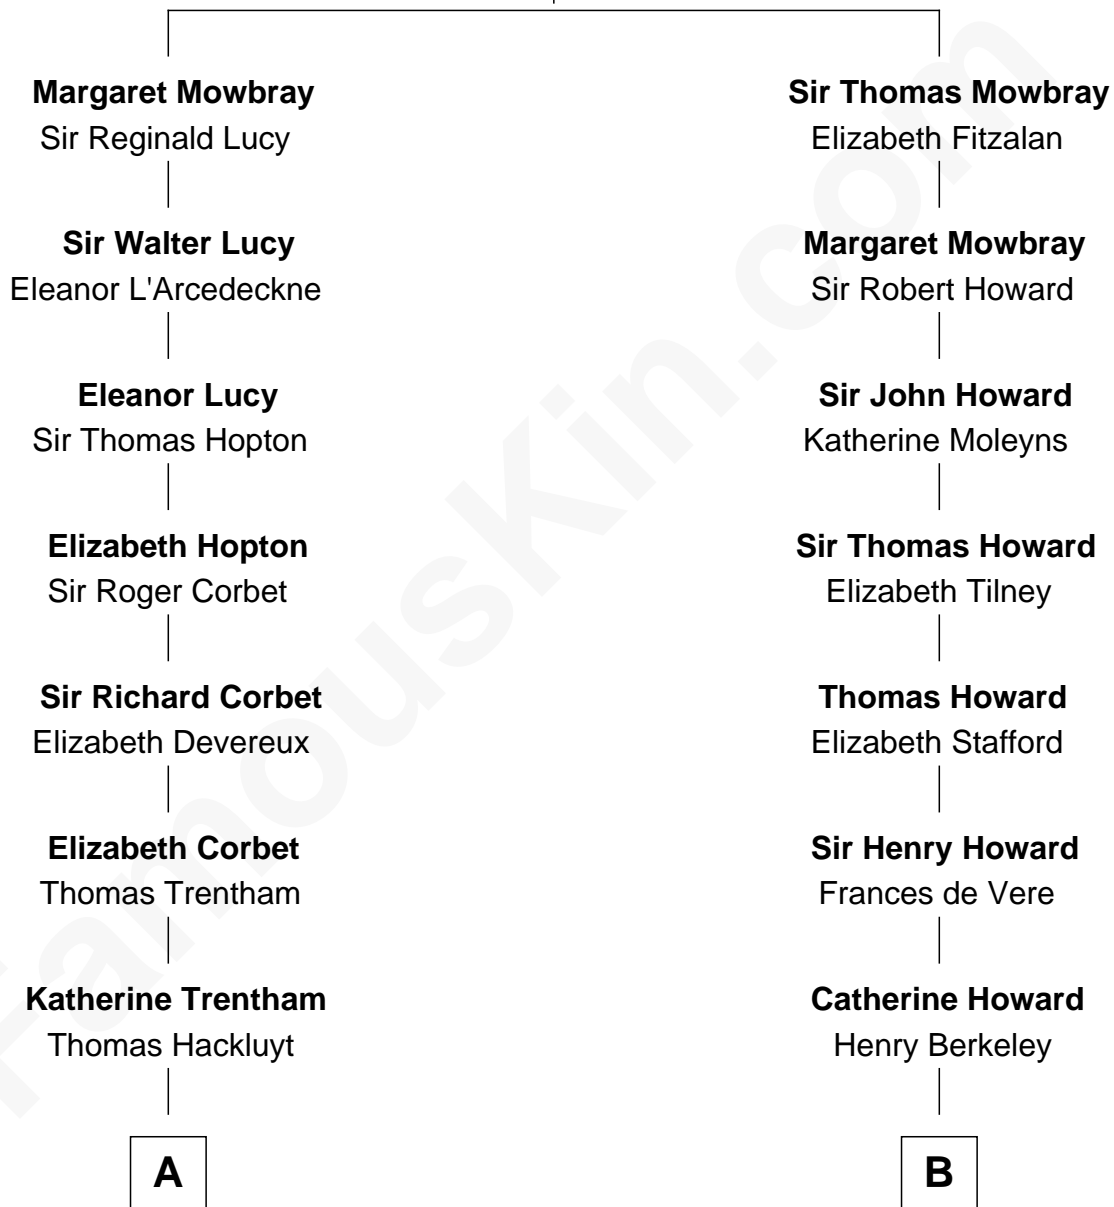 Margaret Mowbray
Sir Reginald Lucy
Sir Walter Lucy
Eleanor L'Arcedeckne
Eleanor Lucy
Sir Thomas Hopton
Elizabeth Hopton
Sir Roger Corbet
Sir Richard Corbet
Elizabeth Devereux
Elizabeth Corbet
Thomas Trentham
Katherine Trentham
Thomas Hackluyt
A
Sir Thomas Mowbray
Elizabeth Fitzalan
Margaret Mowbray
Sir Robert Howard
Sir John Howard
Katherine Moleyns
Sir Thomas Howard
Elizabeth Tilney
Thomas Howard
Elizabeth Stafford
Sir Henry Howard
Frances de Vere
Catherine Howard
Henry Berkeley
B
FamousKin.com